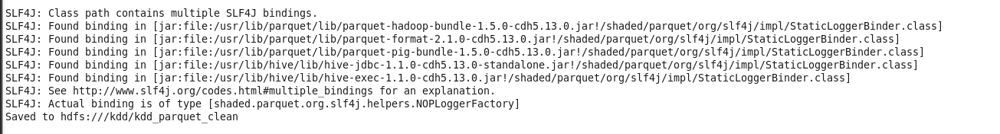 SLF4J: Class path contains multiple SLF4J bindings.
SLF4J: Found binding in [jar:file:/usr/lib/parquet/lib/parquet-hadoop-bundle-1.5.0-cdh5.13.0.jar!/shaded/parquet/org/slf4j/impl/StaticLoggerBinder.class]
SLF4J: Found binding in [jar:file:/usr/lib/parquet/lib/parquet-format-2.1.0-cdh5.13.0.jar!/shaded/parquet/org/slf4j/impl/StaticLoggerBinder.class]
SLF4J: Found binding in [jar:file:/usr/lib/parquet/lib/parquet-pig-bundle-1.5.0-cdh5.13.0.jar!/shaded/parquet/org/slf4j/impl/StaticLoggerBinder.class]
SLF4J: Found binding in [jar:file:/usr/lib/hive/lib/hive-jdbc-1.1.0-cdh5.13.0-standalone.jar!/shaded/parquet/org/slf4j/impl/StaticLoggerBinder.class]
SLF4J: Found binding in [jar:file:/usr/lib/hive/lib/hive-exec-1.1.0-cdh5.13.0.jar!/shaded/parquet/org/slf4j/impl/StaticLoggerBinder.class]
SLF4J: See http://www.slf4j.org/codes.html#multiple_bindings for an explanation.
SLF4J: Actual binding is of type [shaded.parquet.org.slf4j.helpers.NOPLoggerFactory]
Saved to hdfs:///kdd/kdd_parquet_clean